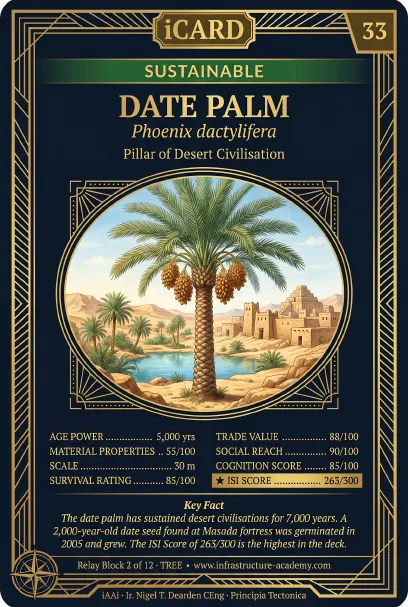 iCARD
33
SUSTAINABLE
DATE PALM
Phoenix dactylifera
Pillar of Desert Civilisation
AGE POWER ................ 5,000 yrs
MATERIAL PROPERTIES .. 55/100
SCALE ......................................... 30 m
SURVIVAL RATING ............ 85/100
TRADE VALUE ............... 88/100
SOCIAL REACH ............... 90/100
COGNITION SCORE ....... 85/100
★ ISI SCORE ................ 263/300
Key Fact
The date palm has sustained desert civilisations for 7,000 years. A
2,000-year-old date seed found at Masada fortress was germinated in
2005 and grew. The ISI Score of 263/300 is the highest in the deck.
Relay Block 2 of 12 · TREE • www.infrastructure-academy.com
iAAi · Ir. Nigel T. Dearden CEng · Principia Tectonica